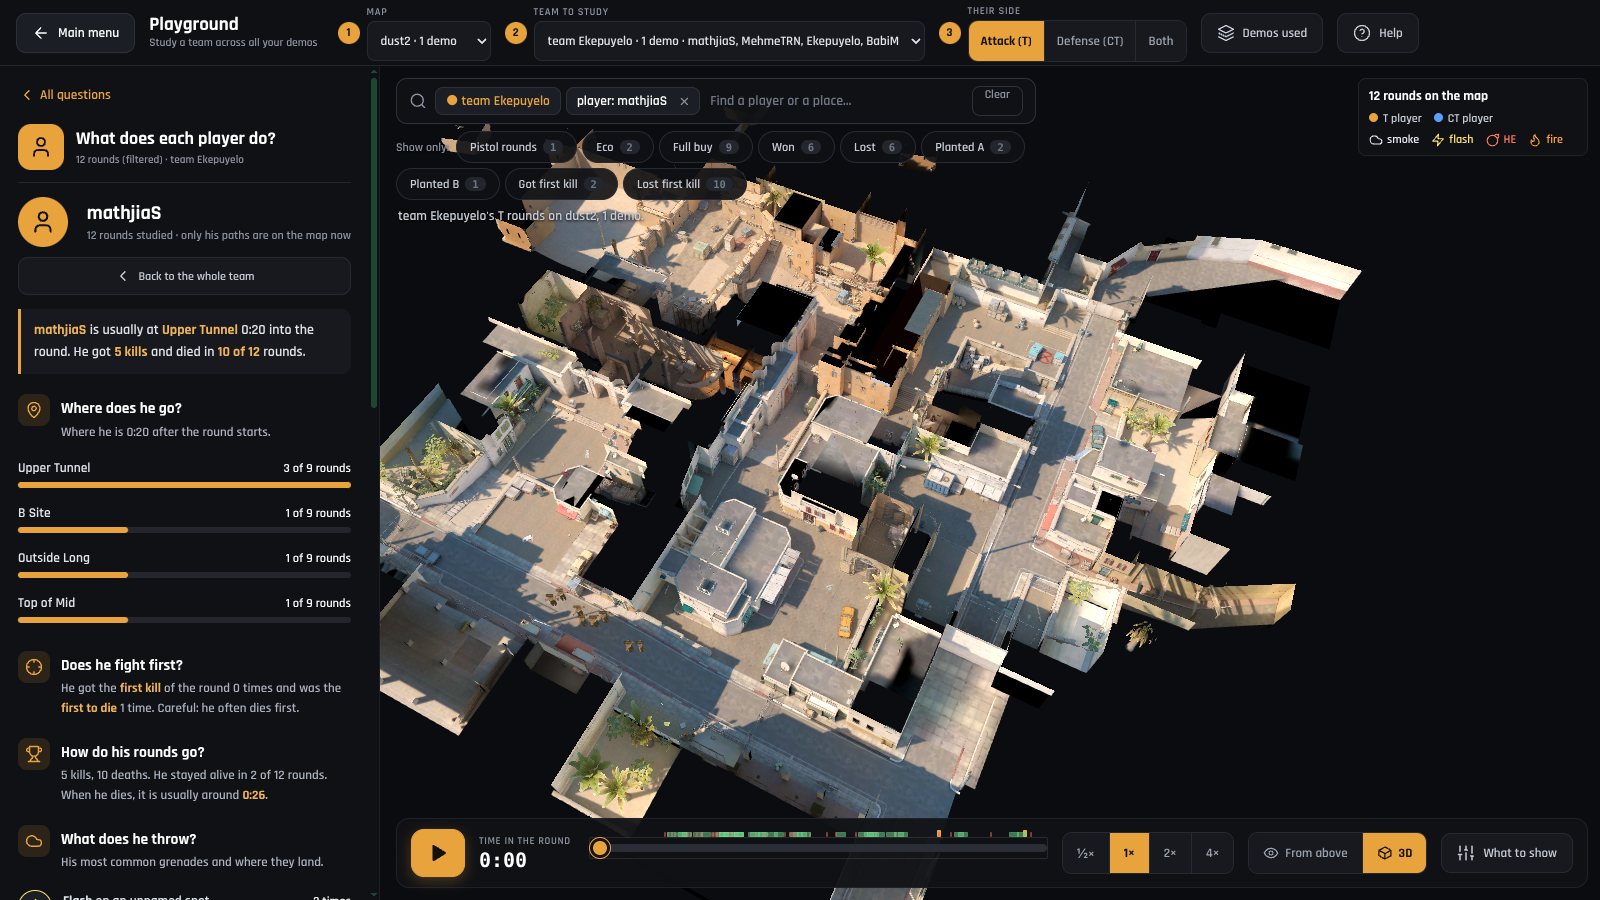 Main menu
Playground
Study a team across all your demos
1
MAP
dust2 · 1 demo
2
TEAM TO STUDY
team Ekepuyelo · 1 demo · mathjiaS, MehmeTRN, Ekepuyelo, BabiM
3
THEIR SIDE
Attack (T)
Defense (CT)
Both
Demos used
Help
All questions
What does each player do?
12 rounds (filtered) · team Ekepuyelo
mathjiaS
12 rounds studied · only his paths are on the map now
Back to the whole team
mathjiaS is usually at Upper Tunnel 0:20 into the
round. He got 5 kills and died in 10 of 12 rounds.
Where does he go?
Where he is 0:20 after the round starts.
Upper Tunnel 3 of 9 rounds
B Site 1 of 9 rounds
Outside Long 1 of 9 rounds
Top of Mid 1 of 9 rounds
Does he fight first?
He got the first kill of the round 0 times and was the
first to die 1 time. Careful: he often dies first.
How do his rounds go?
5 kills, 10 deaths. He stayed alive in 2 of 12 rounds.
When he dies, it is usually around 0:26.
What does he throw?
His most common grenades and where they land.
Flash on an unnamed spot 2 times
team Ekepuyelo
player: mathjiaS ×
Find a player or a place...
Clear
Show only
Pistol rounds 1
Eco 2
Full buy 9
Won 6
Lost 6
Planted A 2
Planted B 1
Got first kill 2
Lost first kill 10
team Ekepuyelo's T rounds on dust2, 1 demo.
12 rounds on the map
T player
CT player
smoke
flash
HE
fire
TIME IN THE ROUND
0:00
½×
1×
2×
4×
From above
3D
What to show